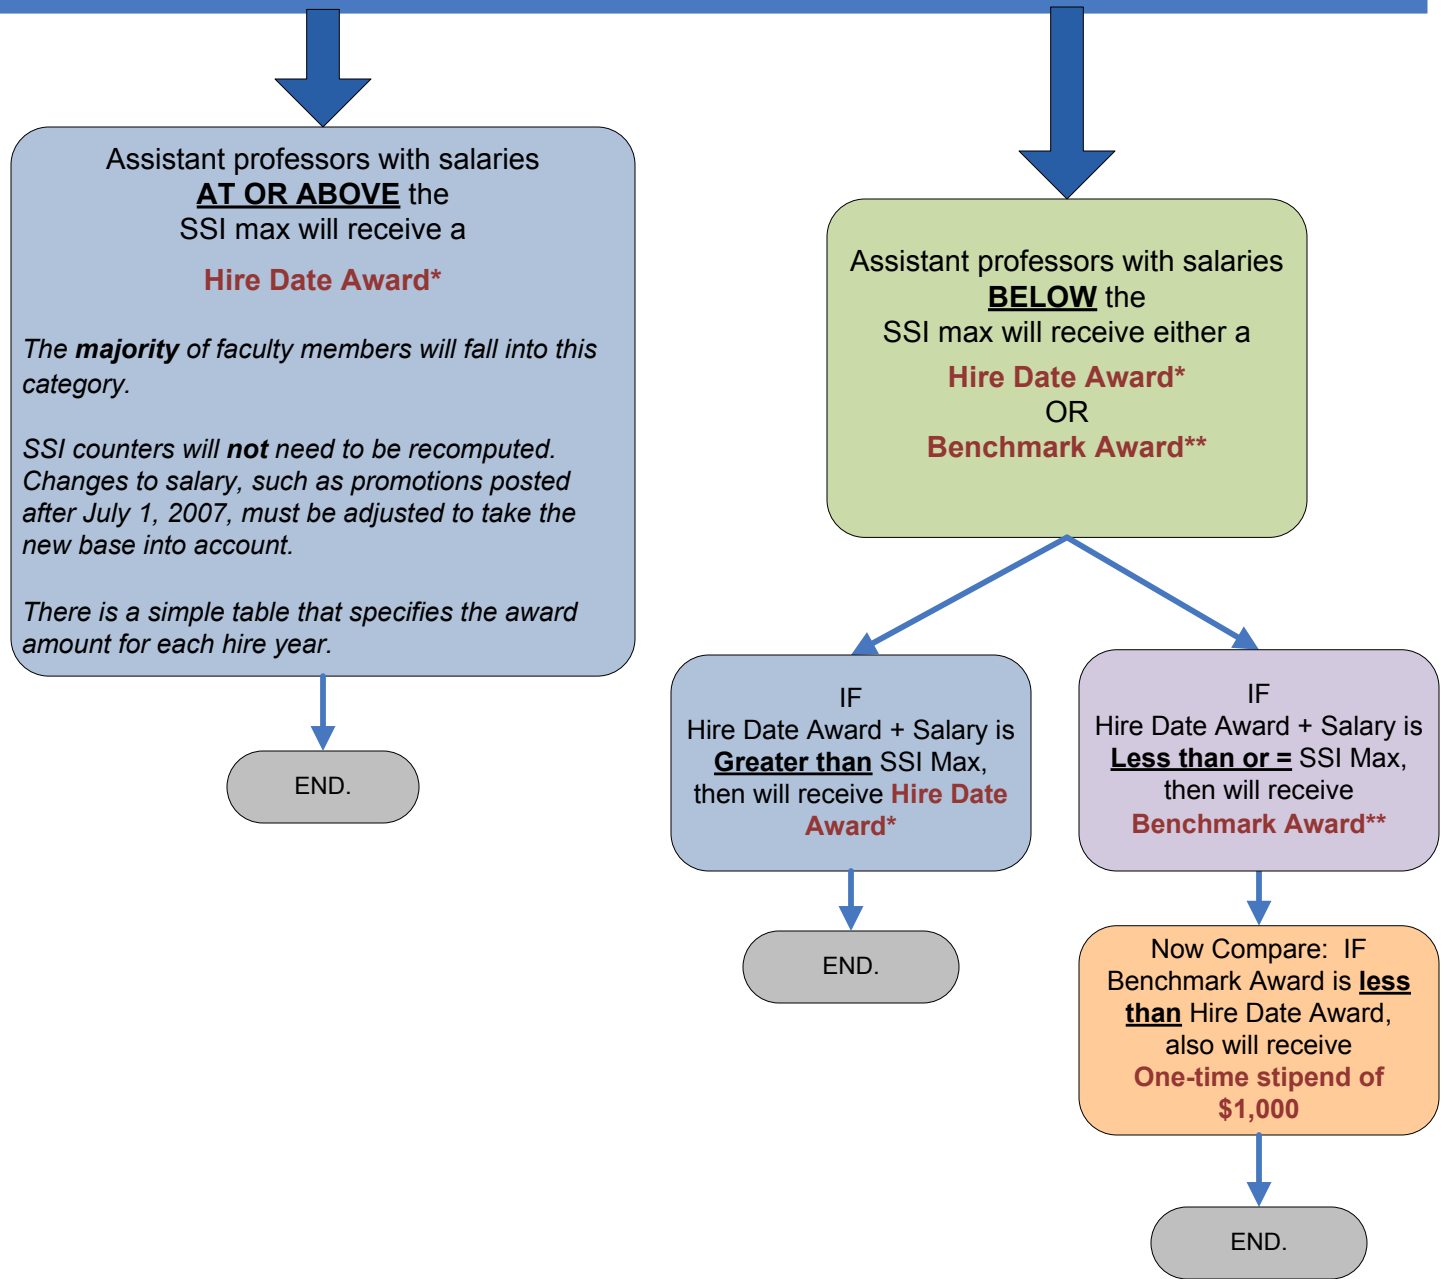 Assistant professors with salaries
AT OR ABOVE the
SSI max will receive a
Hire Date Award*
The majority of faculty members will fall into this
category.
SSI counters will not need to be recomputed.
Changes to salary, such as promotions posted
after July 1, 2007, must be adjusted to take the
new base into account.
There is a simple table that specifies the award
amount for each hire year.
END.
Assistant professors with salaries
BELOW the
SSI max will receive either a
Hire Date Award*
OR
Benchmark Award**
IF
Hire Date Award + Salary is
Greater than SSI Max,
then will receive Hire Date
Award*
END.
IF
Hire Date Award + Salary is
Less than or = SSI Max,
then will receive
Benchmark Award**
Now Compare: IF
Benchmark Award is less
than Hire Date Award,
also will receive
One-time stipend of
$1,000
END.